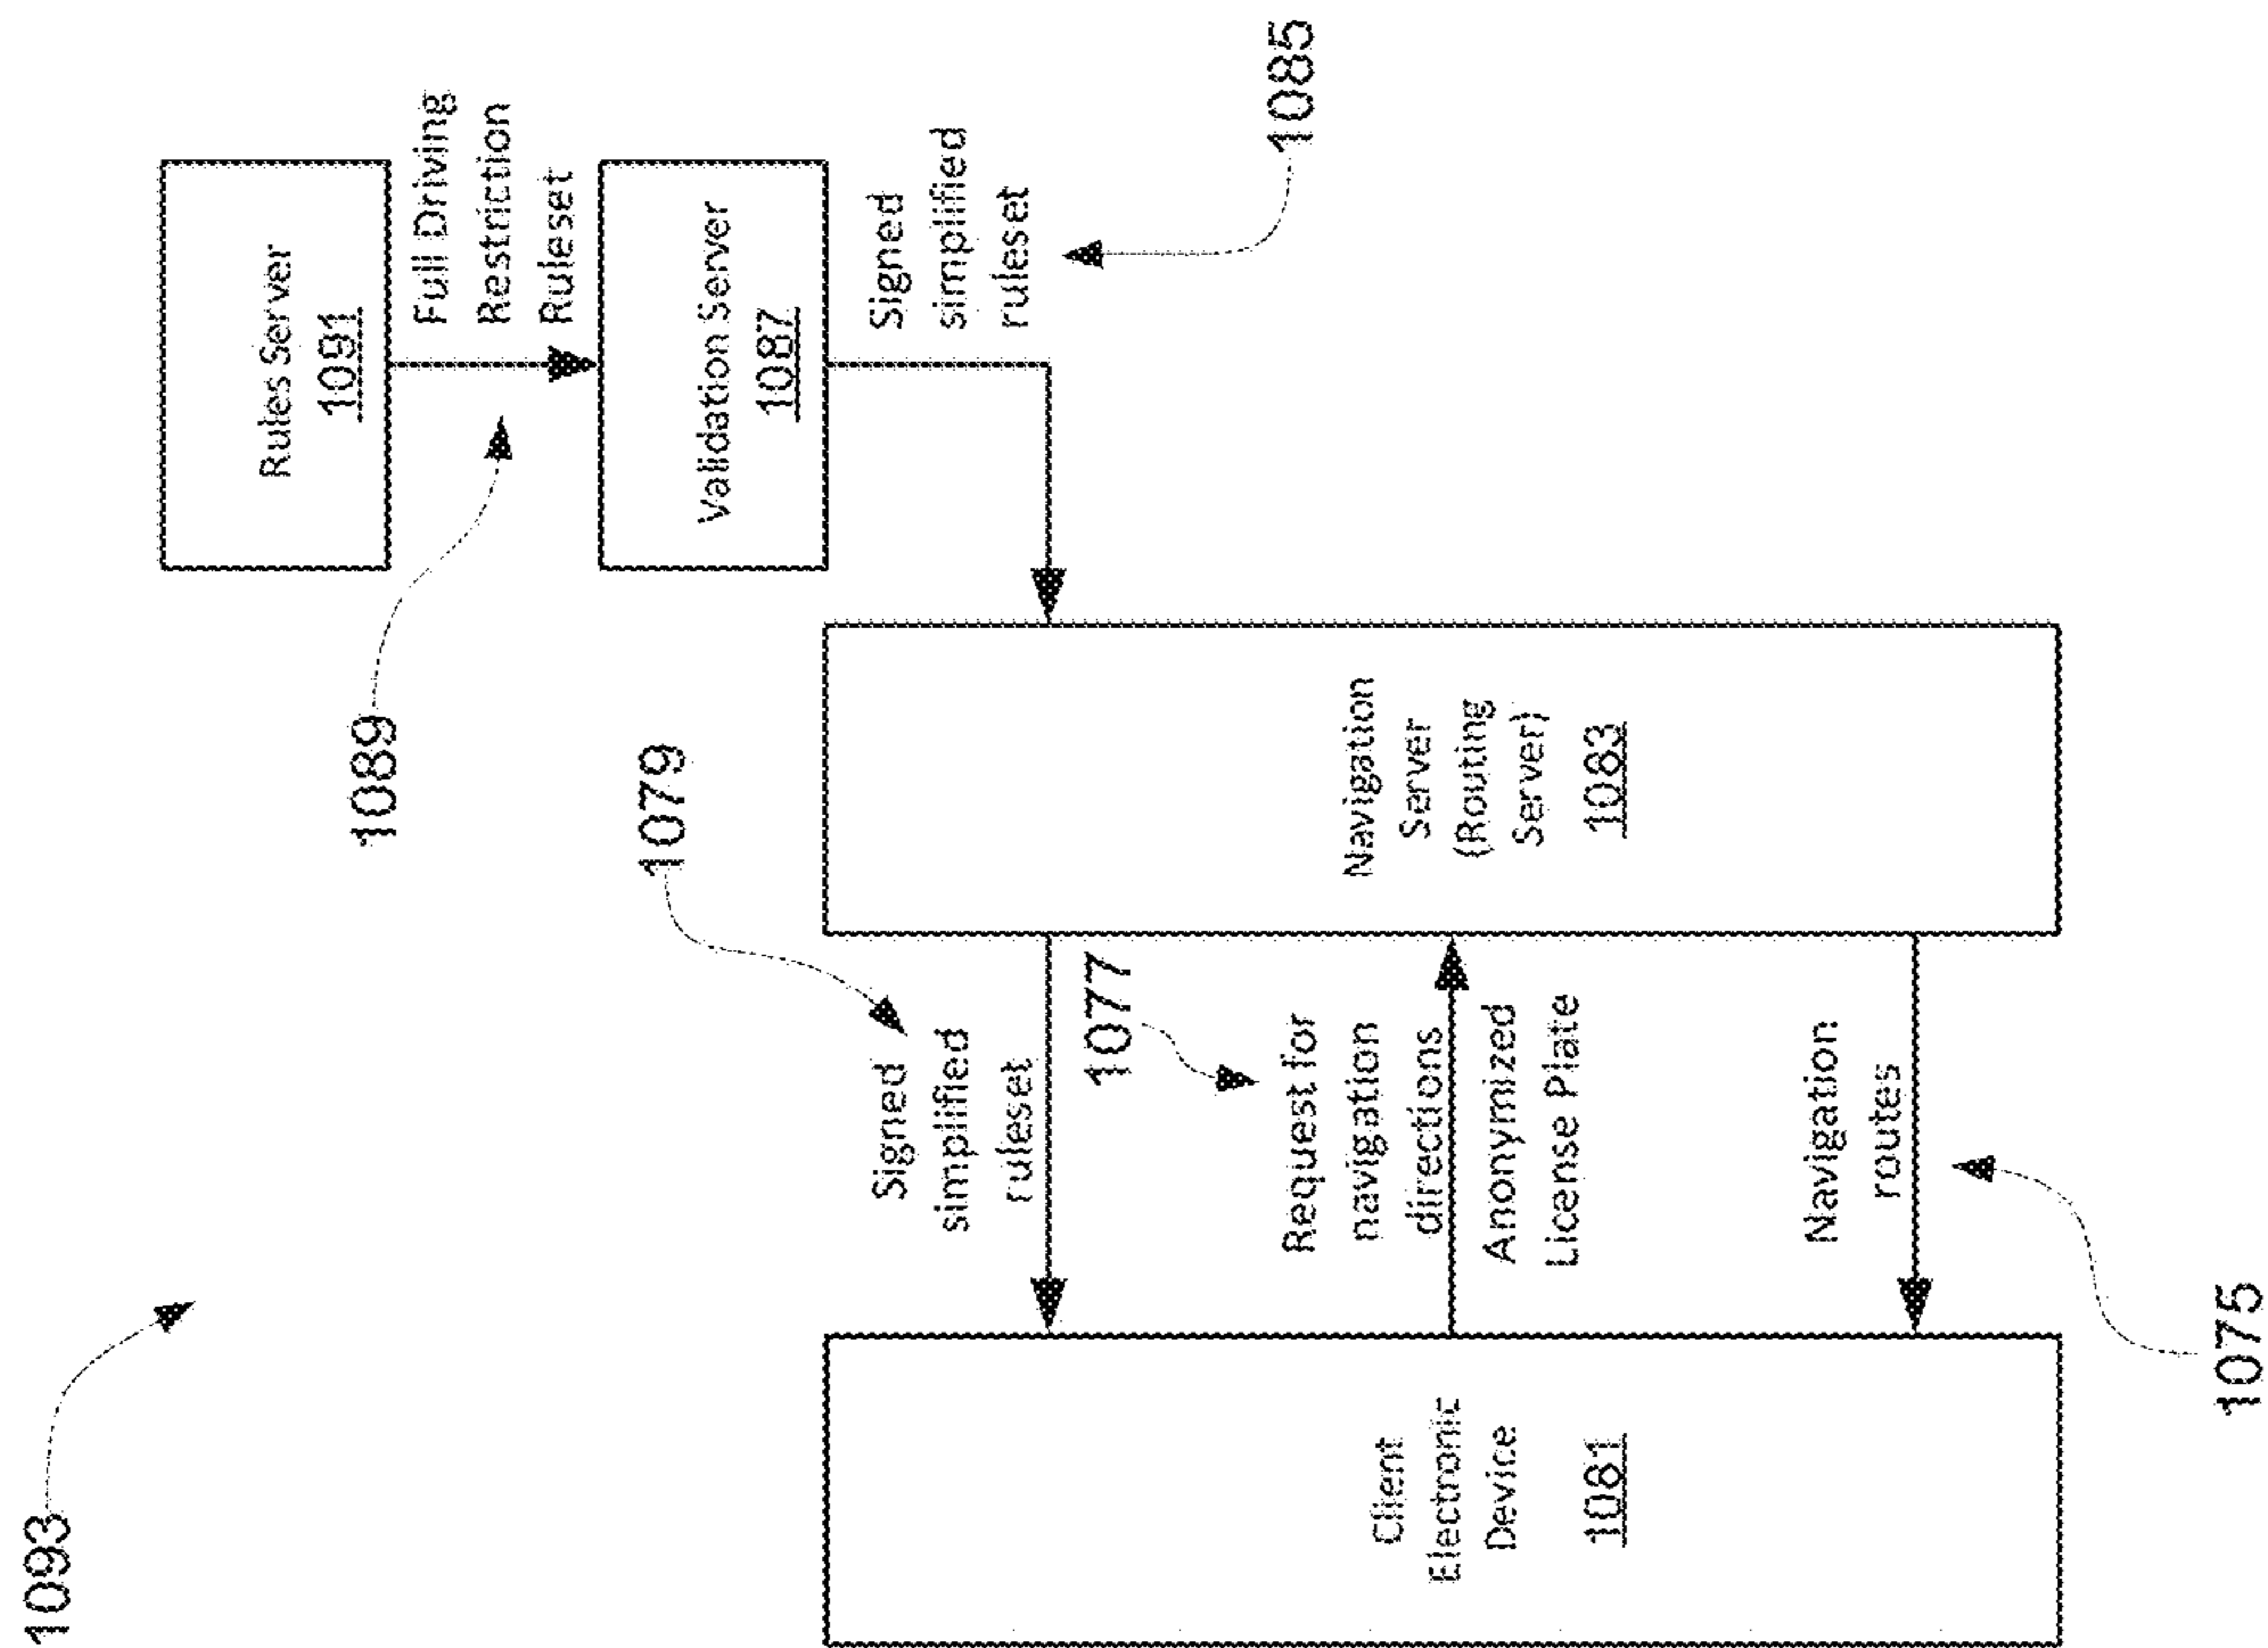 1093
Rules Server
1091
Full Driving
Restriction
Ruleset
1089
Validation Server
1087
Signed
simplified
ruleset
1085
1079
Signed
simplified
ruleset
1077
Request for
navigation
directions
Anonymized
License Plate
Navigation
routes
1075
Client
Electronic
Device
1081
Navigation
Server
(Routing
Server)
1083